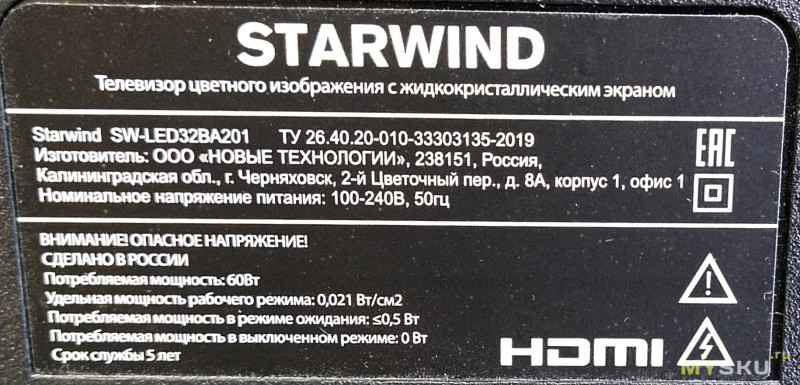 STARWIND
Телевизор цветного изображения с жидкокристаллическим экраном
Starwind SW-LED32BA201 ТУ 26.40.20-010-33303135-2019
Изготовитель: ООО «НОВЫЕ ТЕХНОЛОГИИ», 238151, Россия,
Калининградская обл., г. Черняховск, 2-й Цветочный пер., д. 8А, корпус 1, офис 1
Номинальное напряжение питания: 100-240В, 50гц
EAC
ВНИМАНИЕ! ОПАСНОЕ НАПРЯЖЕНИЕ!
СДЕЛАНО В РОССИИ
Потребляемая мощность: 60Вт
Удельная мощность рабочего режима: 0,021 Вт/см2
Потребляемая мощность в режиме ожидания: ≤0,5 Вт
Потребляемая мощность в выключенном режиме: 0 Вт
Срок службы 5 лет
HDMI
MYSKU.ru